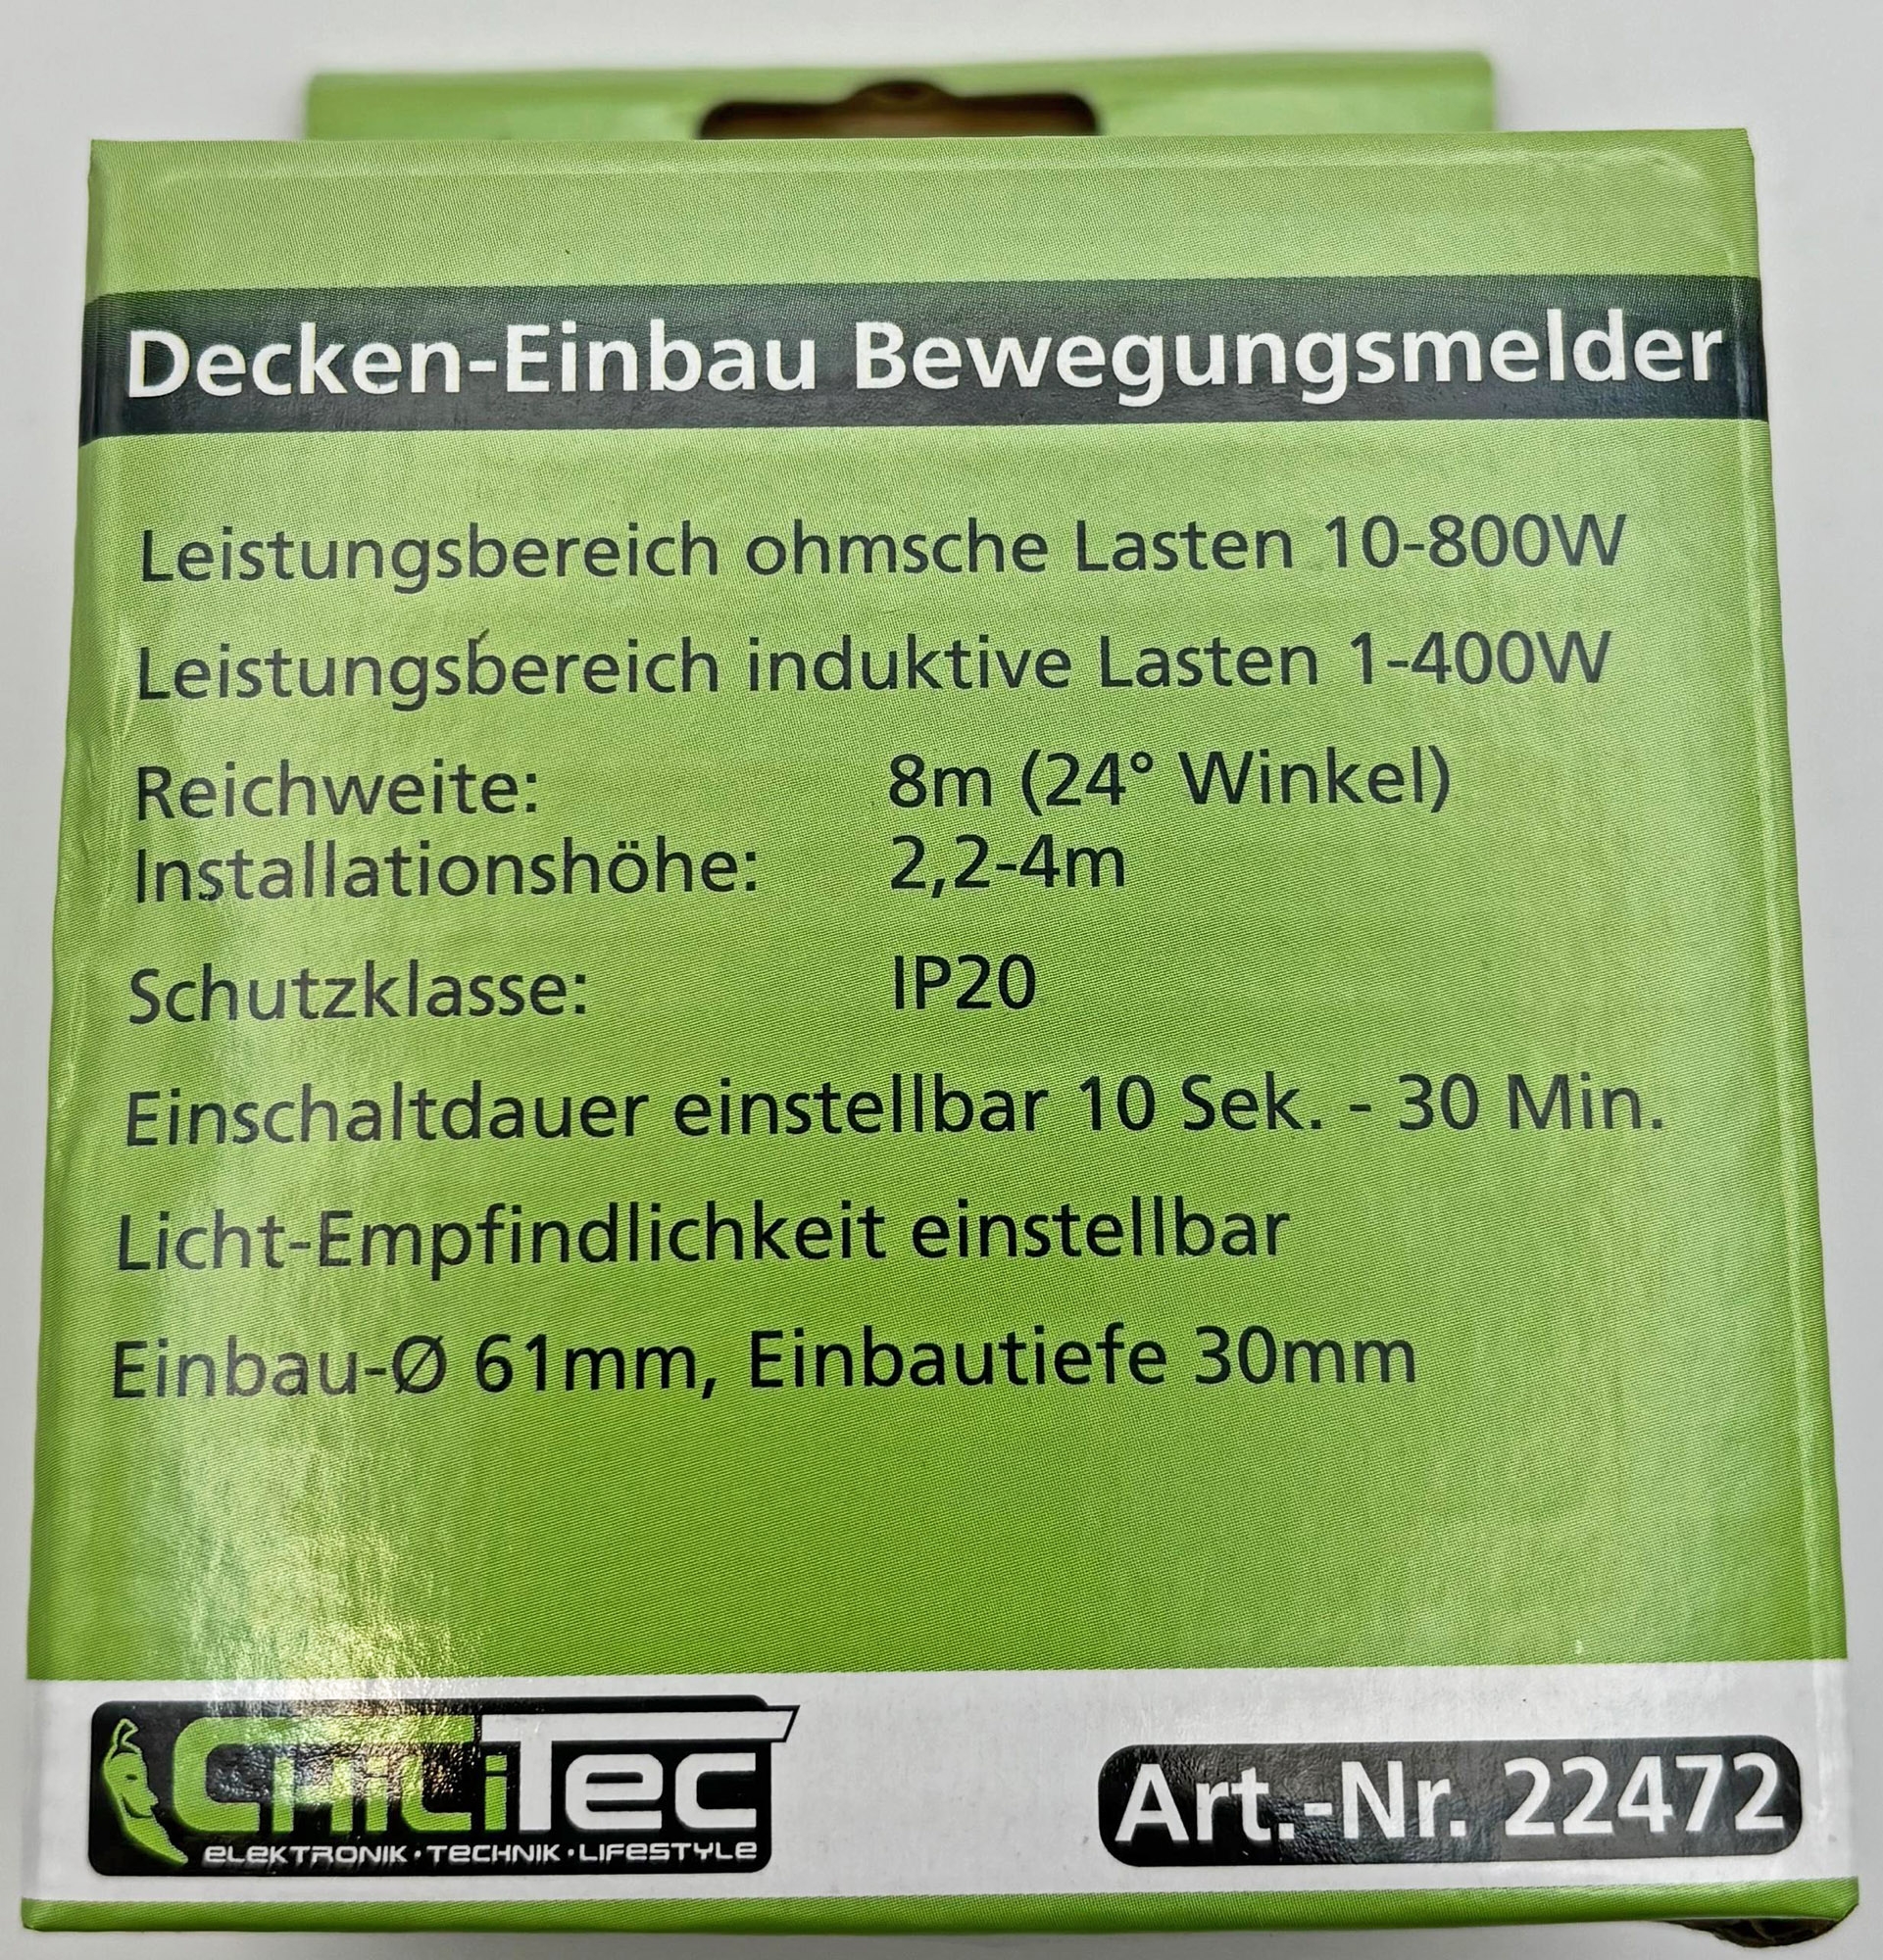 Decken-Einbau Bewegungsmelder
Leistungsbereich ohmsche Lasten 10-800W
Leistungsbereich induktive Lasten 1-400W
Reichweite: 8m (24° Winkel)
Installationshöhe: 2,2-4m
Schutzklasse: IP20
Einschaltdauer einstellbar 10 Sek. - 30 Min.
Licht-Empfindlichkeit einstellbar
Einbau-Ø 61mm, Einbautiefe 30mm
CHiLiTec
ELEKTRONIK · TECHNIK · LIFESTYLE
Art.-Nr. 22472